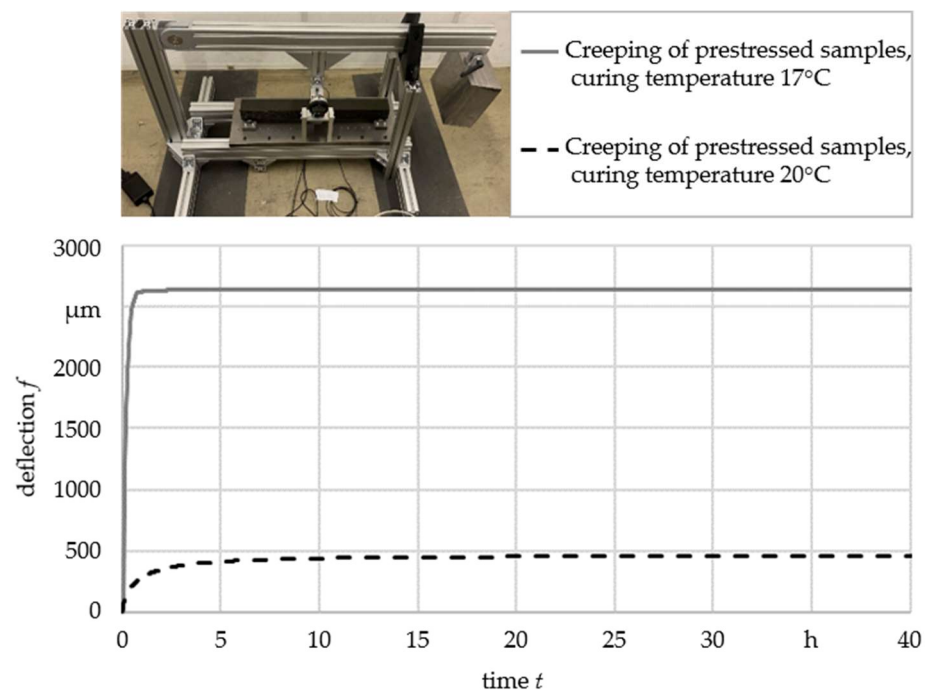 Creeping of prestressed samples,
curing temperature 17°C
Creeping of prestressed samples,
curing temperature 20°C
3000
μm
2000
1500
1000
500
0
deflection f
0 5 10 15 20 25 30 h 40
time t